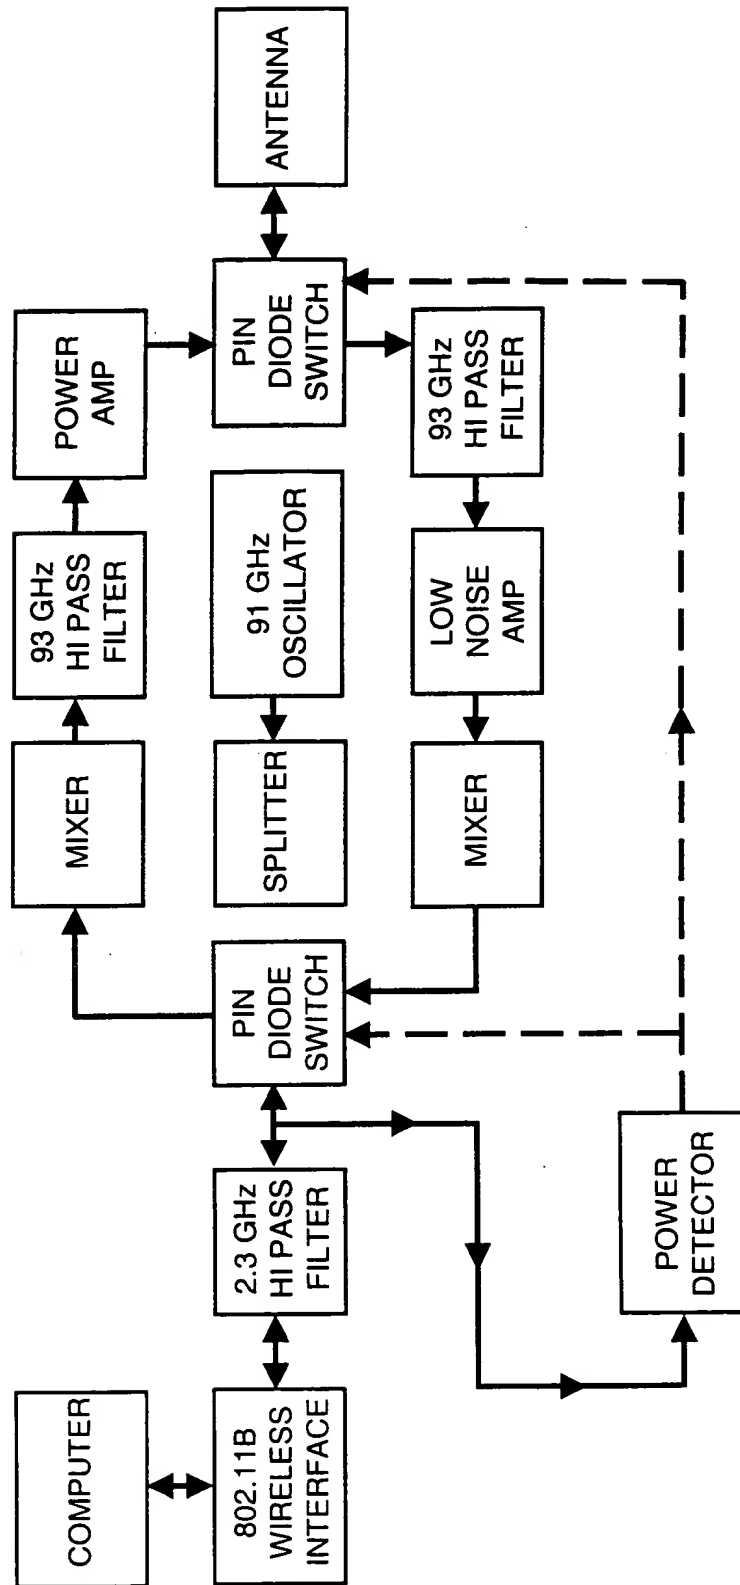 COMPUTER
802.11B
WIRELESS
INTERFACE
2.3 GHz
HI PASS
FILTER
PIN
DIODE
SWITCH
MIXER
93 GHz
HI PASS
FILTER
POWER
AMP
SPLITTER
91 GHz
OSCILLATOR
PIN
DIODE
SWITCH
ANTENNA
MIXER
LOW
NOISE
AMP
93 GHz
HI PASS
FILTER
POWER
DETECTOR